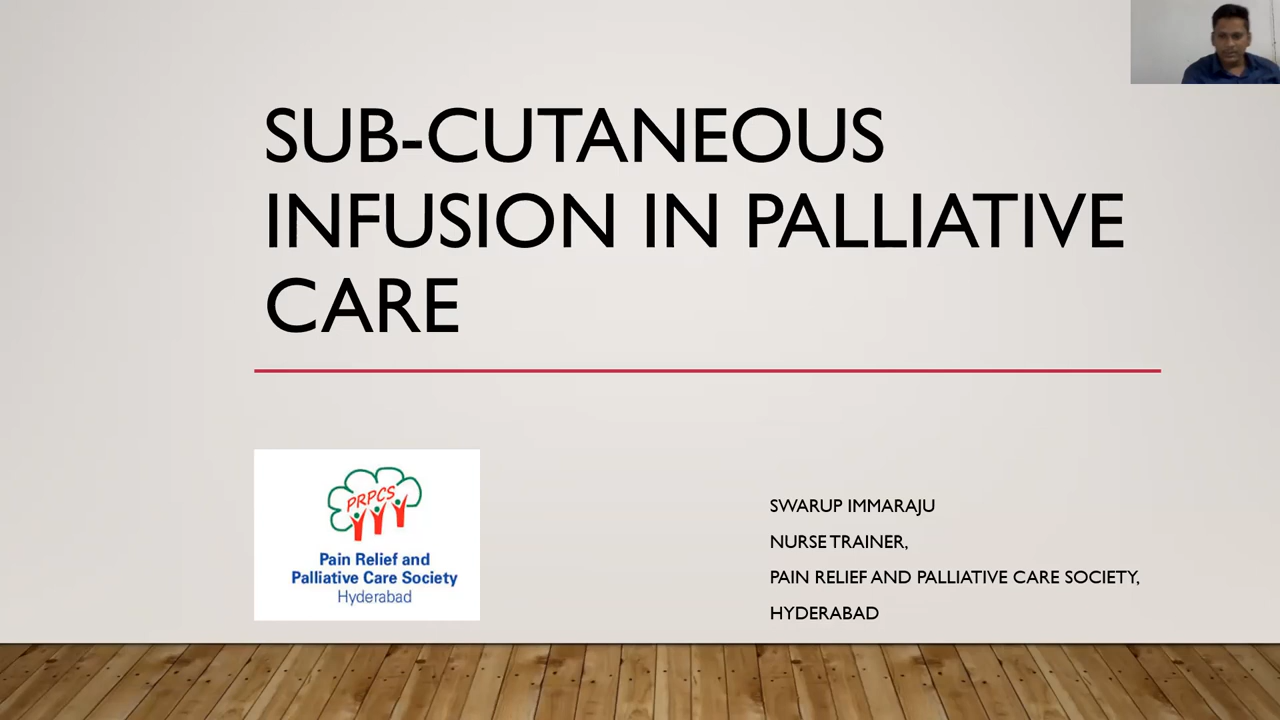 SUB-CUTANEOUS
INFUSION IN PALLIATIVE
CARE
PRPCS
Pain Relief and
Palliative Care Society
Hyderabad
SWARUP IMMARAJU
NURSE TRAINER,
PAIN RELIEF AND PALLIATIVE CARE SOCIETY,
HYDERABAD